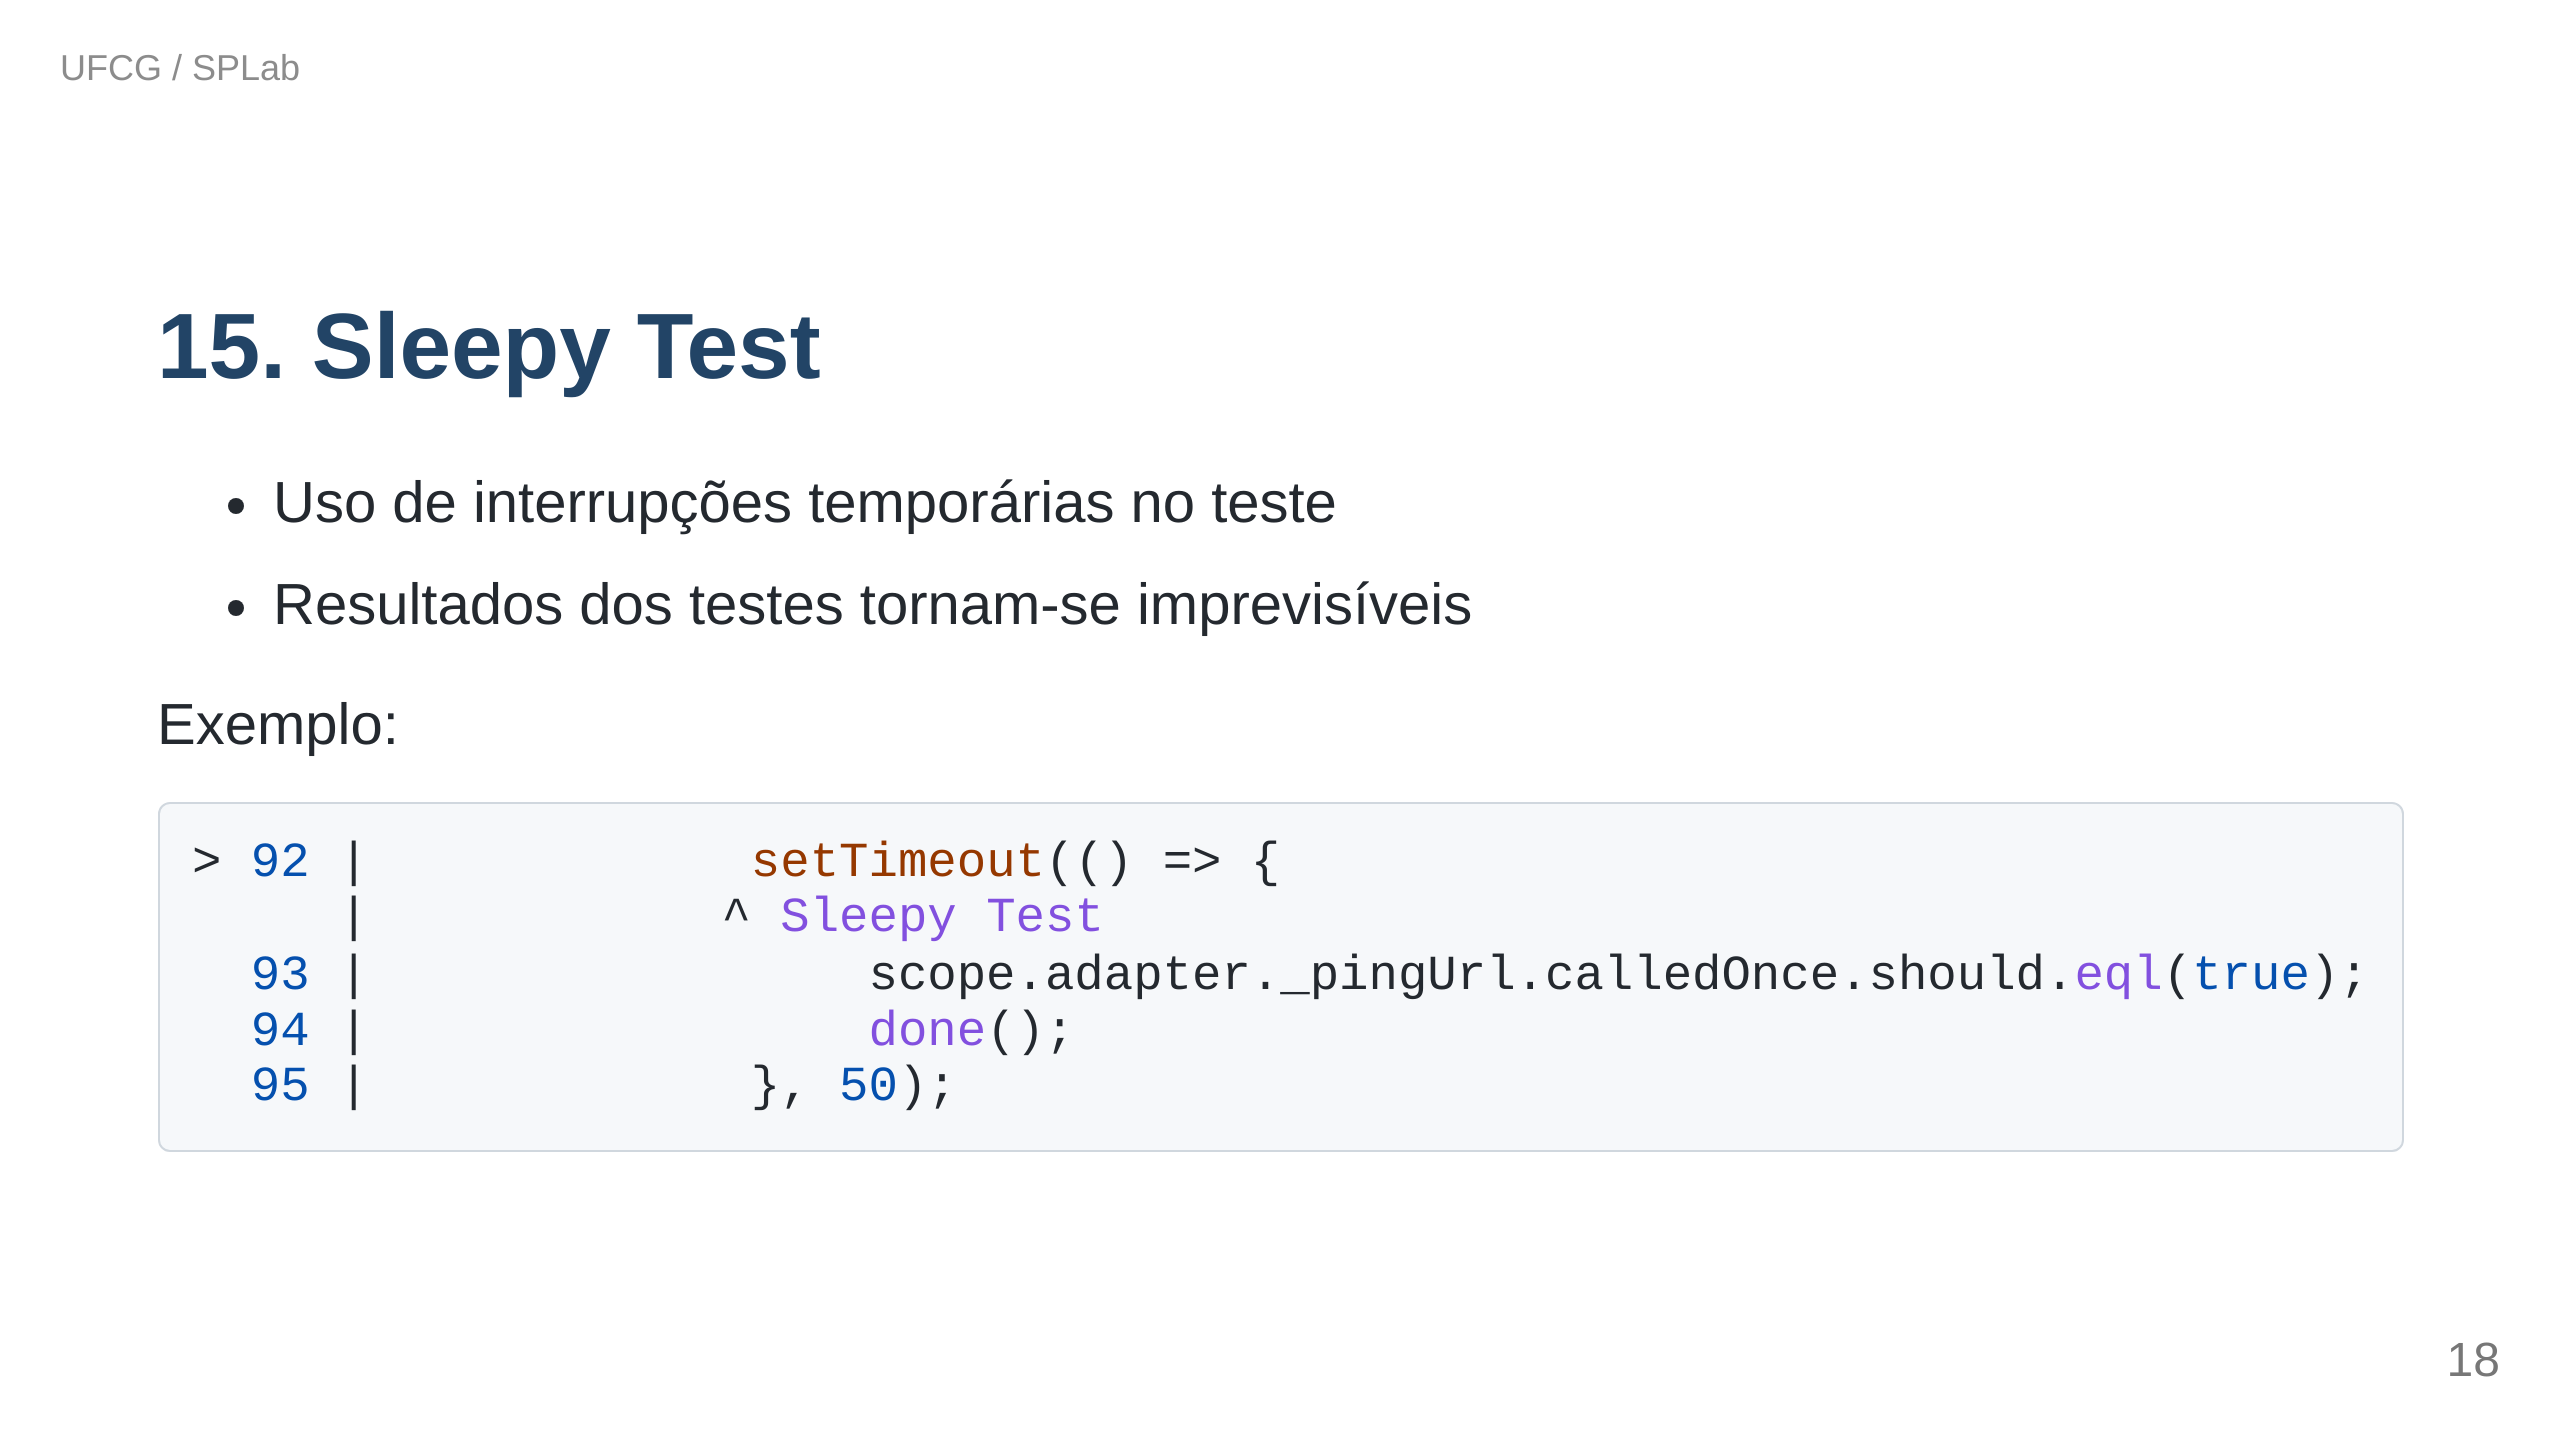 UFCG / SPLab
15. Sleepy Test
• Uso de interrupções temporárias no teste
• Resultados dos testes tornam-se imprevisíveis
Exemplo:
> 92 |             setTimeout(() => {
     |            ^ Sleepy Test
  93 |                 scope.adapter._pingUrl.calledOnce.should.eql(true);
  94 |                 done();
  95 |             }, 50);
18